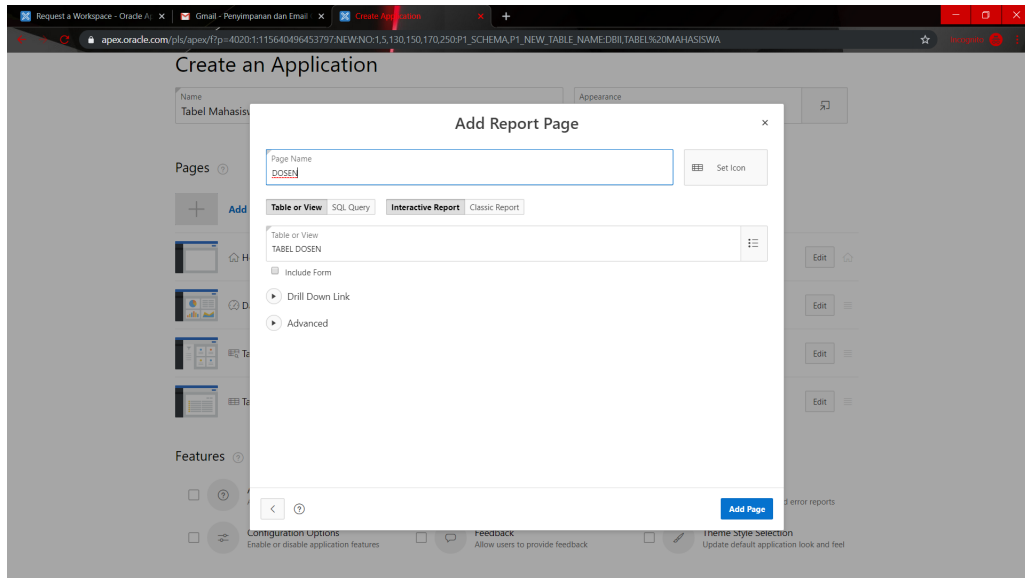 Request a Workspace - Oracle Ap
Gmail - Penyimpanan dan Email
Create Application
apex.oracle.com/pls/apex/f?p=4020:1:115640496453797:NEW:NO:1,5,130,150,170,250:P1_SCHEMA,P1_NEW_TABLE_NAME:DBII,TABEL%20MAHASISWA
Create an Application
Name
Appearance
Tabel Mahasisw
Add Report Page
Page Name
DOSEN
Set Icon
Pages
Table or View SQL Query Interactive Report Classic Report
Add
Table or View
TABEL DOSEN
Include Form
H
Edit
Drill Down Link
D
Edit
Advanced
Ta
Edit
Ta
Edit
Features
Add Page
d error reports
Configuration Options
Enable or disable application features
Feedback
Allow users to provide feedback
Theme Style Selection
Update default application look and feel